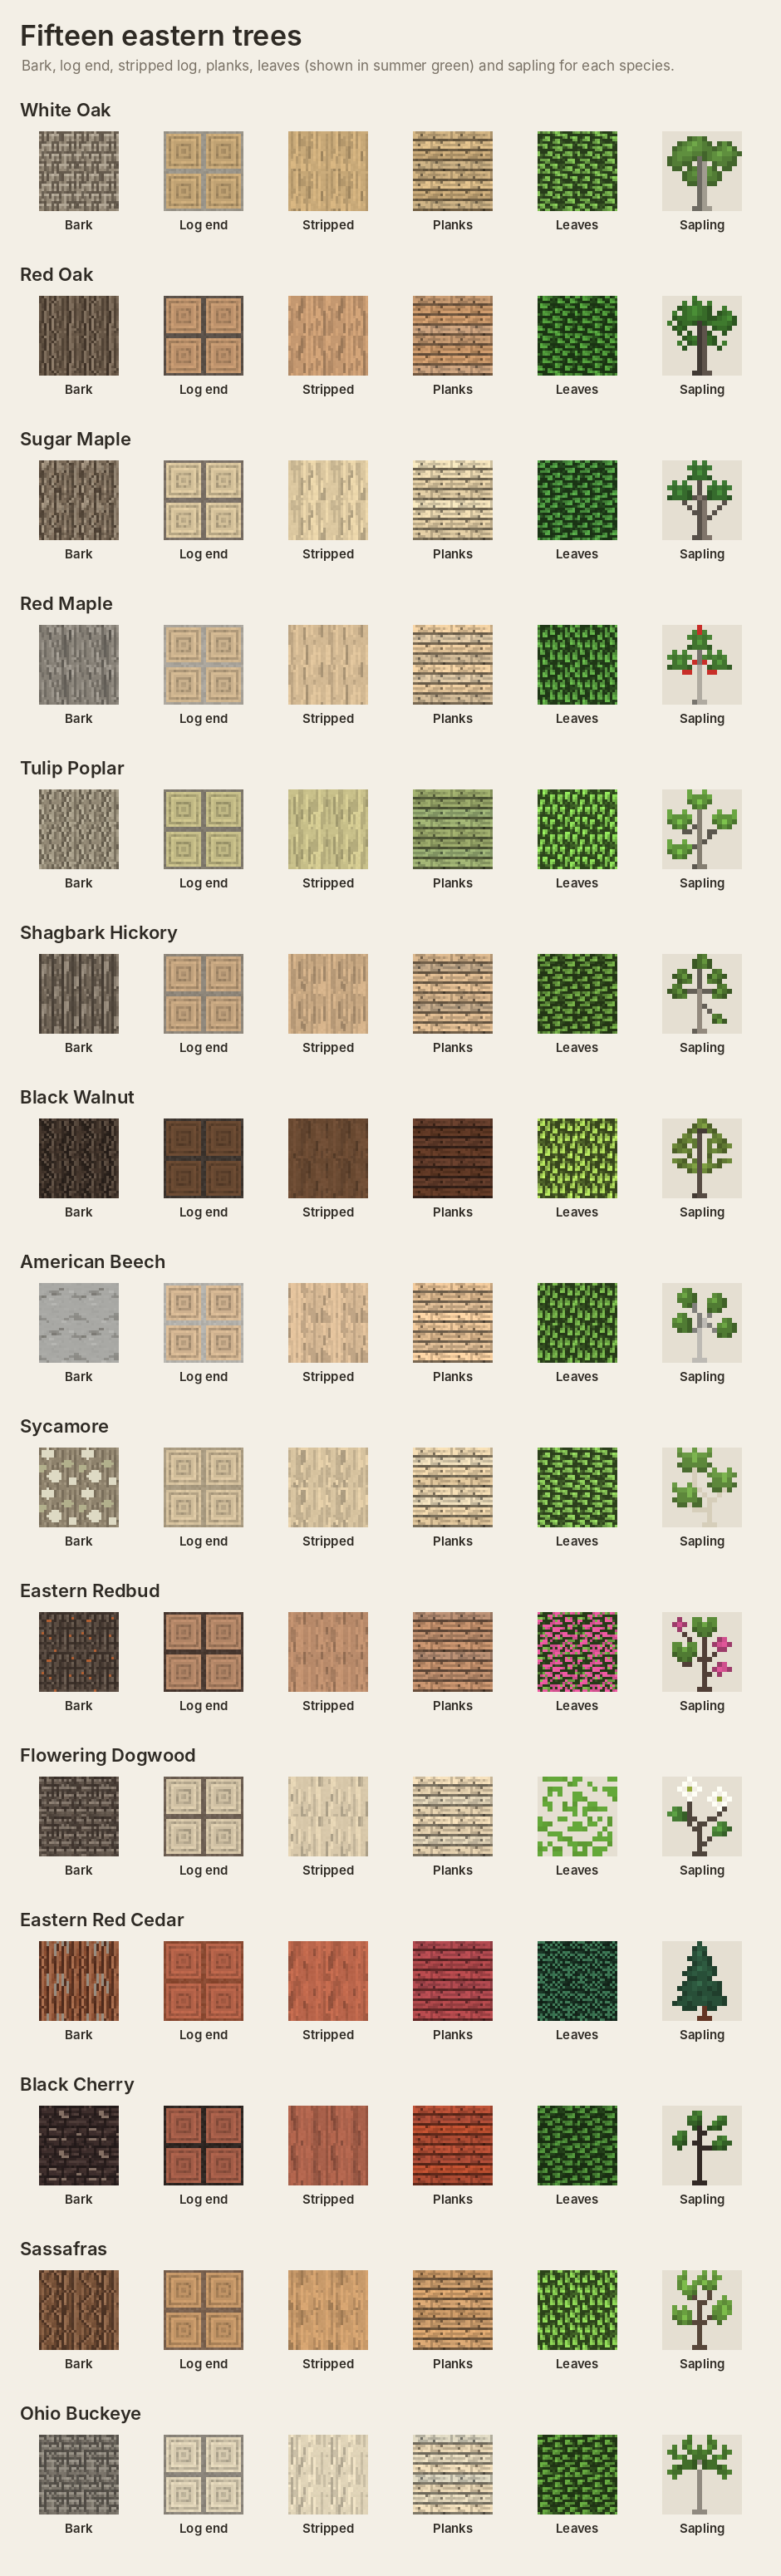 Fifteen eastern trees
Bark, log end, stripped log, planks, leaves (shown in summer green) and sapling for each species.
White Oak
Bark Log end Stripped Planks Leaves Sapling
Red Oak
Bark Log end Stripped Planks Leaves Sapling
Sugar Maple
Bark Log end Stripped Planks Leaves Sapling
Red Maple
Bark Log end Stripped Planks Leaves Sapling
Tulip Poplar
Bark Log end Stripped Planks Leaves Sapling
Shagbark Hickory
Bark Log end Stripped Planks Leaves Sapling
Black Walnut
Bark Log end Stripped Planks Leaves Sapling
American Beech
Bark Log end Stripped Planks Leaves Sapling
Sycamore
Bark Log end Stripped Planks Leaves Sapling
Eastern Redbud
Bark Log end Stripped Planks Leaves Sapling
Flowering Dogwood
Bark Log end Stripped Planks Leaves Sapling
Eastern Red Cedar
Bark Log end Stripped Planks Leaves Sapling
Black Cherry
Bark Log end Stripped Planks Leaves Sapling
Sassafras
Bark Log end Stripped Planks Leaves Sapling
Ohio Buckeye
Bark Log end Stripped Planks Leaves Sapling